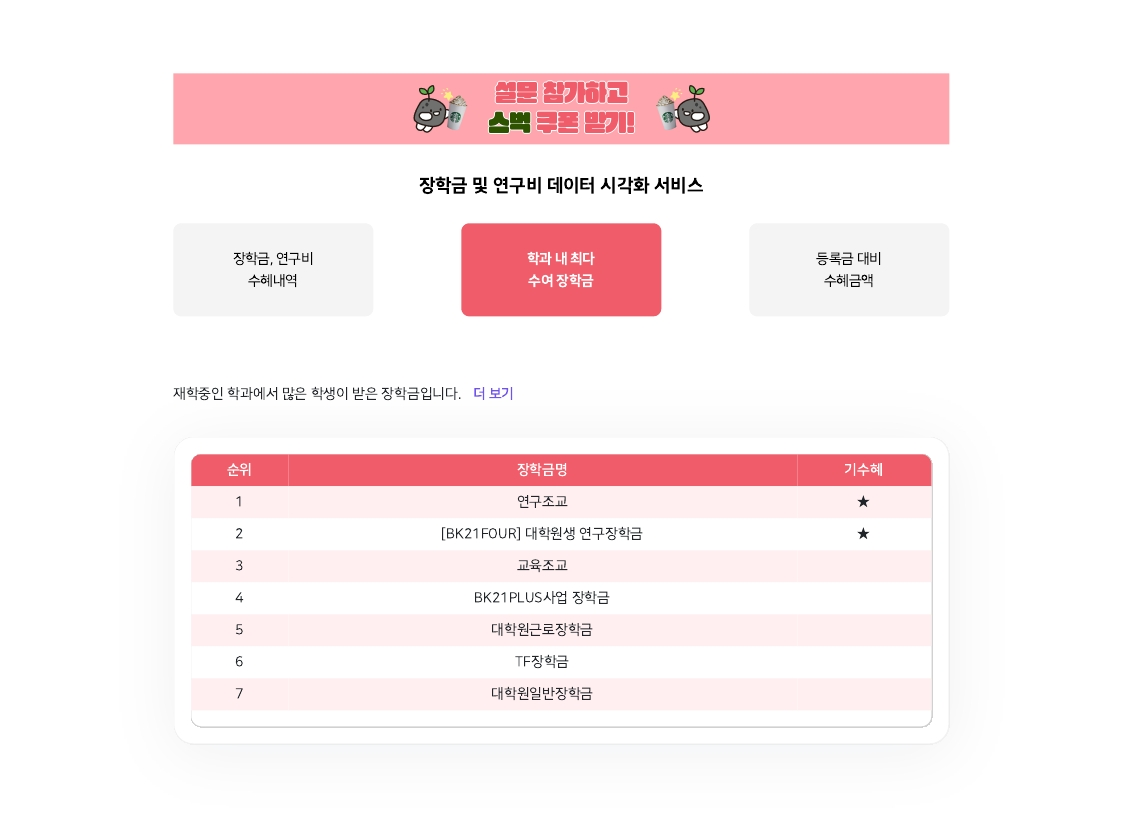 설문 참가하고
스벅 쿠폰 받기!
장학금 및 연구비 데이터 시각화 서비스
장학금, 연구비
수혜내역
학과 내 최다
수여 장학금
등록금 대비
수혜금액
재학중인 학과에서 많은 학생이 받은 장학금입니다. 더 보기
순위 장학금명 기수혜
1 연구조교 ★
2 [BK21FOUR] 대학원생 연구장학금 ★
3 교육조교
4 BK21PLUS사업 장학금
5 대학원근로장학금
6 TF장학금
7 대학원일반장학금